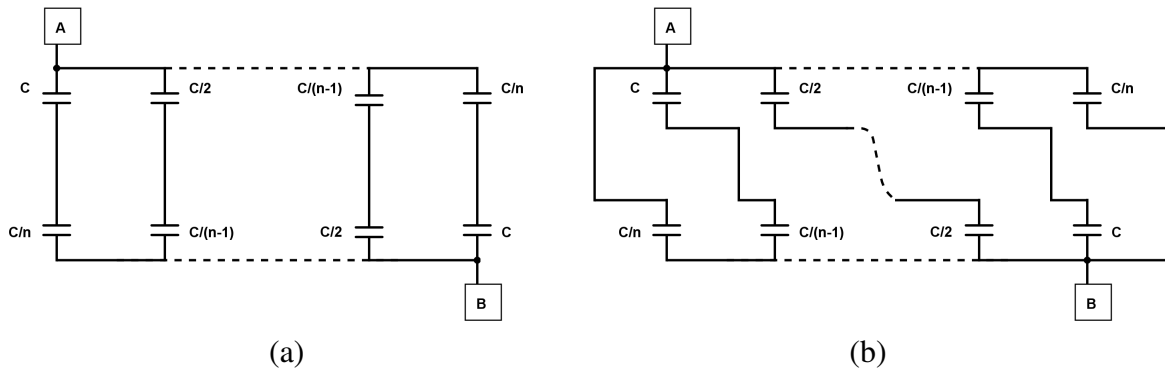 A A
C C/2 C/(n-1) C/n C C/2 C/(n-1) C/n
C/n C/(n-1) C/2 C C/n C/(n-1) C/2 C
B B
(a) (b)